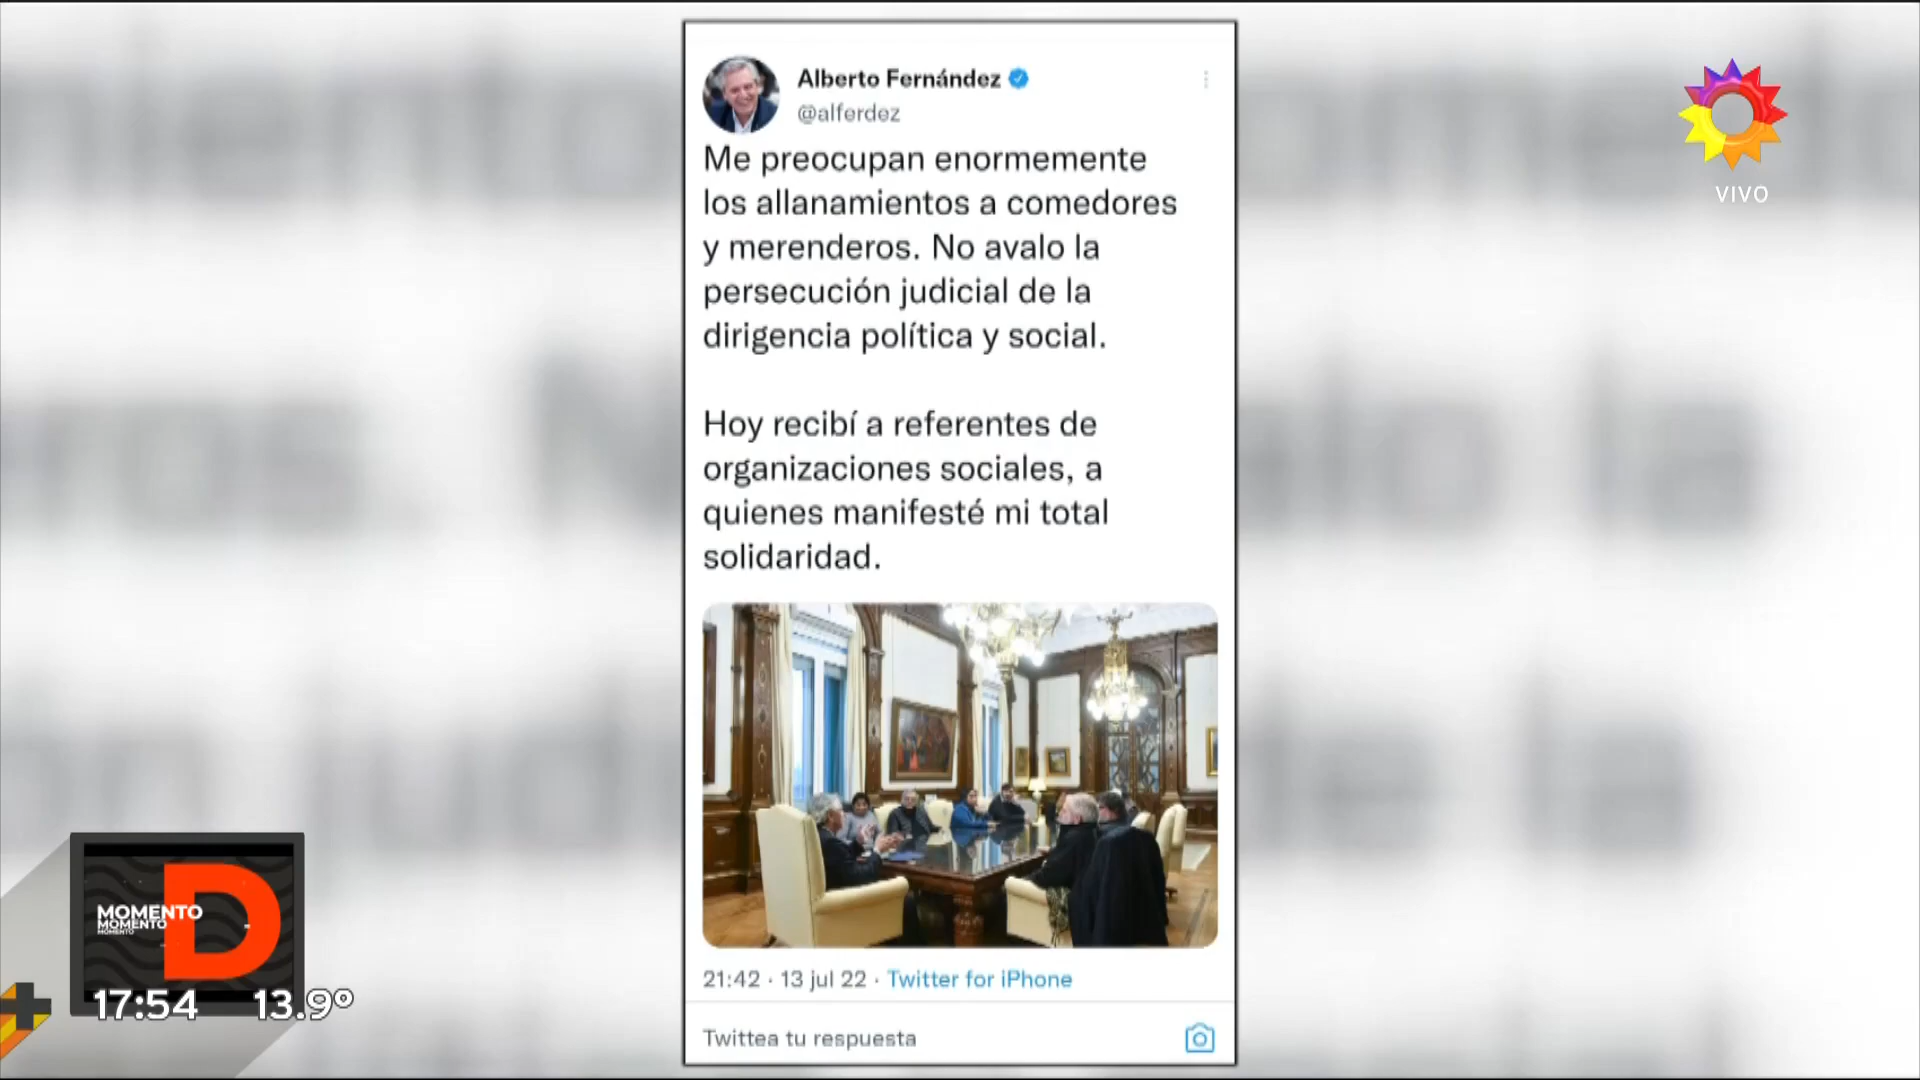 Alberto Fernández
@alferdez
Me preocupan enormemente
los allanamientos a comedores
y merenderos. No avalo la
persecución judicial de la
dirigencia política y social.
Hoy recibí a referentes de
organizaciones sociales, a
quienes manifesté mi total
solidaridad.
21:42 · 13 jul 22 · Twitter for iPhone
Twittea tu respuesta
VIVO
MOMENTO
MOMENTO
MOMENTO
D
17:54 13.9°